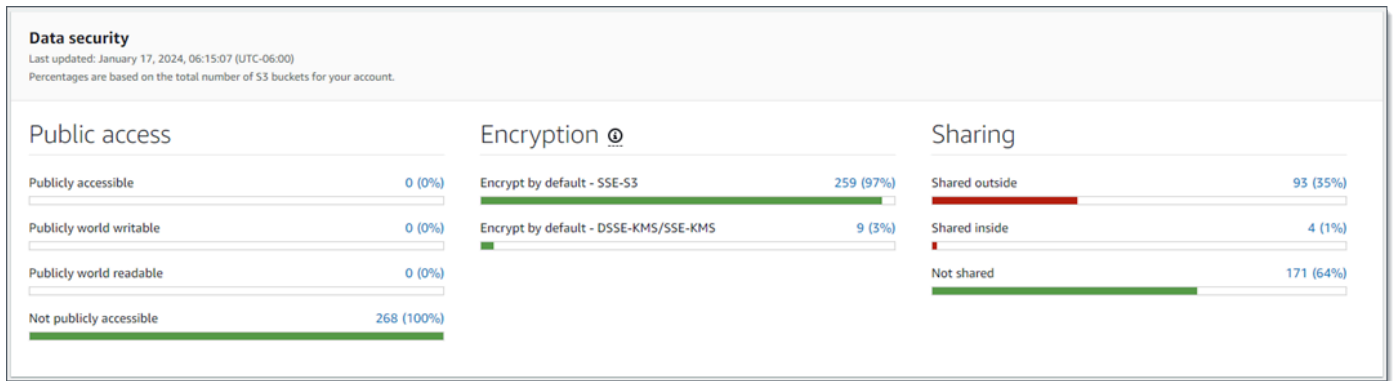 Data security
Last updated: January 17, 2024, 06:15:07 (UTC-06:00)
Percentages are based on the total number of S3 buckets for your account.
Public access
Publicly accessible 0 (0%)
Publicly world writable 0 (0%)
Publicly world readable 0 (0%)
Not publicly accessible 268 (100%)
Encryption
Encrypt by default - SSE-S3 259 (97%)
Encrypt by default - DSSE-KMS/SSE-KMS 9 (3%)
Sharing
Shared outside 93 (35%)
Shared inside 4 (1%)
Not shared 171 (64%)